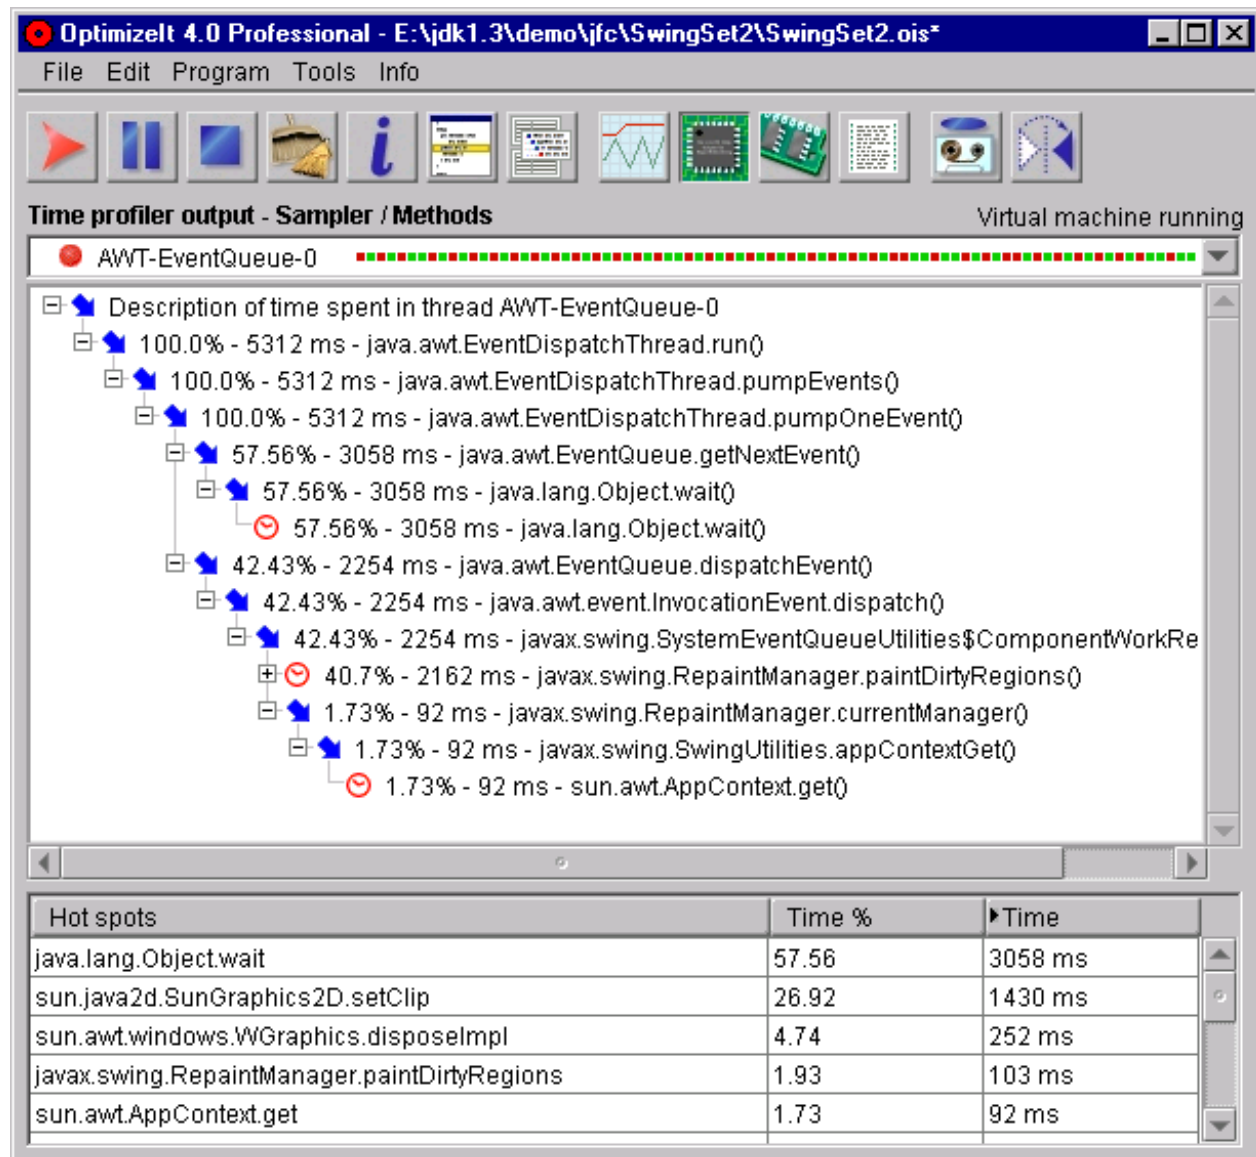 OptimizeIt 4.0 Professional - E:\jdk1.3\demo\jfc\SwingSet2\SwingSet2.ois*
File Edit Program Tools Info
Time profiler output - Sampler / Methods
Virtual machine running
AWT-EventQueue-0
Description of time spent in thread AWT-EventQueue-0
100.0% - 5312 ms - java.awt.EventDispatchThread.run()
100.0% - 5312 ms - java.awt.EventDispatchThread.pumpEvents()
100.0% - 5312 ms - java.awt.EventDispatchThread.pumpOneEvent()
57.56% - 3058 ms - java.awt.EventQueue.getNextEvent()
57.56% - 3058 ms - java.lang.Object.wait()
57.56% - 3058 ms - java.lang.Object.wait()
42.43% - 2254 ms - java.awt.EventQueue.dispatchEvent()
42.43% - 2254 ms - java.awt.event.InvocationEvent.dispatch()
42.43% - 2254 ms - javax.swing.SystemEventQueueUtilities$ComponentWorkRe
40.7% - 2162 ms - javax.swing.RepaintManager.paintDirtyRegions()
1.73% - 92 ms - javax.swing.RepaintManager.currentManager()
1.73% - 92 ms - javax.swing.SwingUtilities.appContextGet()
1.73% - 92 ms - sun.awt.AppContext.get()
Hot spots Time % Time
java.lang.Object.wait 57.56 3058 ms
sun.java2d.SunGraphics2D.setClip 26.92 1430 ms
sun.awt.windows.WGraphics.disposeImpl 4.74 252 ms
javax.swing.RepaintManager.paintDirtyRegions 1.93 103 ms
sun.awt.AppContext.get 1.73 92 ms